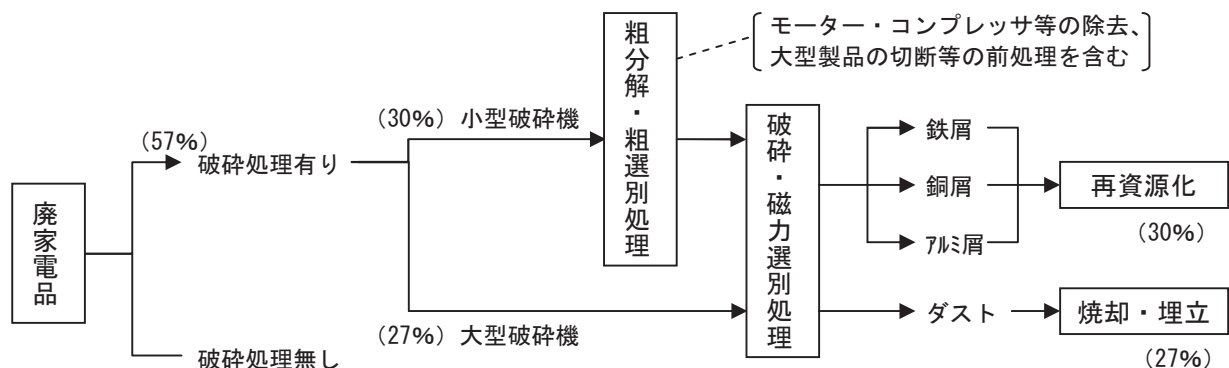 モーター・コンプレッサ等の除去、
大型製品の切断等の前処理を含む
粗分解・粗選別処理
(30%) 小型破砕機
(57%)
破砕処理有り
廃家電品
破砕・磁力選別処理
鉄屑
銅屑
ｱﾙﾐ屑
再資源化
(30%)
(27%) 大型破砕機
ダスト
焼却・埋立
(27%)
破砕処理無し